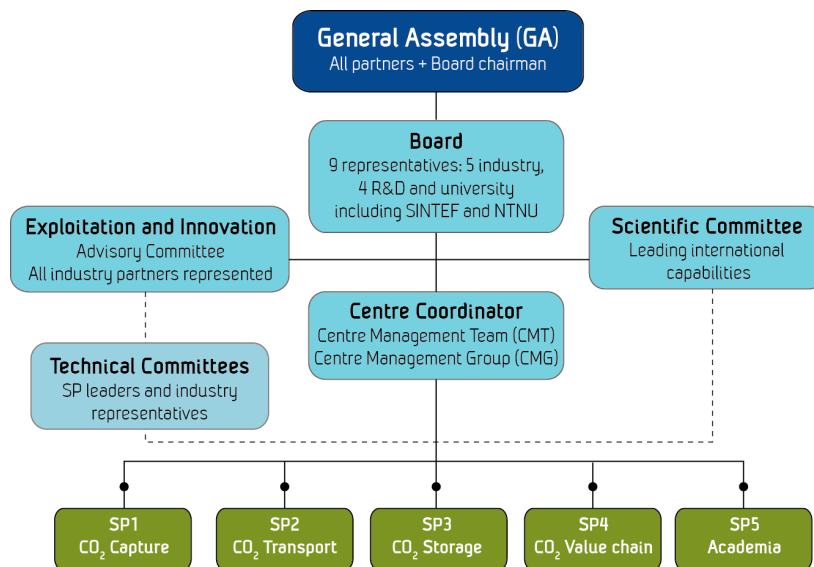 General Assembly (GA)
All partners + Board chairman
Board
9 representatives: 5 industry,
4 R&D and university
including SINTEF and NTNU
Exploitation and Innovation
Advisory Committee
All industry partners represented
Scientific Committee
Leading international
capabilities
Centre Coordinator
Centre Management Team (CMT)
Centre Management Group (CMG)
Technical Committees
SP leaders and industry
representatives
SP1
CO₂ Capture
SP2
CO₂ Transport
SP3
CO₂ Storage
SP4
CO₂ Value chain
SP5
Academia